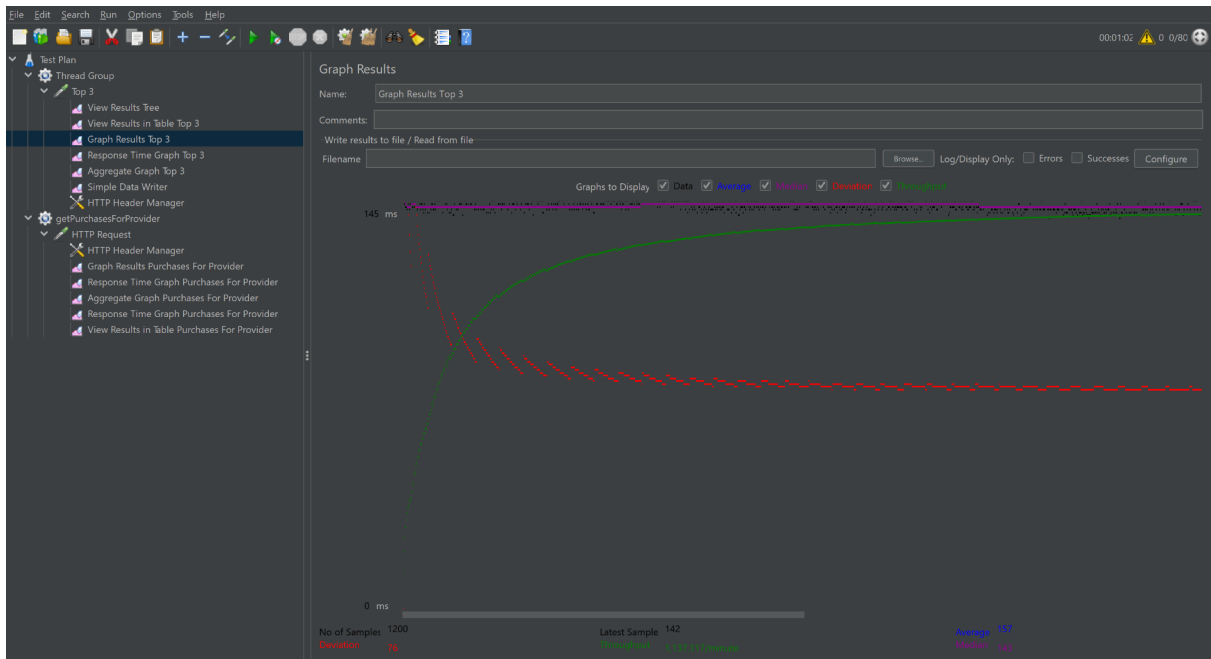 File Edit Search Run Options Tools Help
00:01:02 0 0/80
Test Plan
Thread Group
Top 3
View Results Tree
View Results in Table Top 3
Graph Results Top 3
Response Time Graph Top 3
Aggregate Graph Top 3
Simple Data Writer
HTTP Header Manager
getPurchasesForProvider
HTTP Request
HTTP Header Manager
Graph Results Purchases For Provider
Response Time Graph Purchases For Provider
Aggregate Graph Purchases For Provider
Response Time Graph Purchases For Provider
View Results in Table Purchases For Provider
Graph Results
Name: Graph Results Top 3
Comments:
Write results to file / Read from file
Filename Browse... Log/Display Only: Errors Successes Configure
Graphs to Display Data Average Median Deviation Throughput
145 ms
0 ms
No of Samples 1200 Latest Sample 142 Average 157
Deviation 76 Throughput